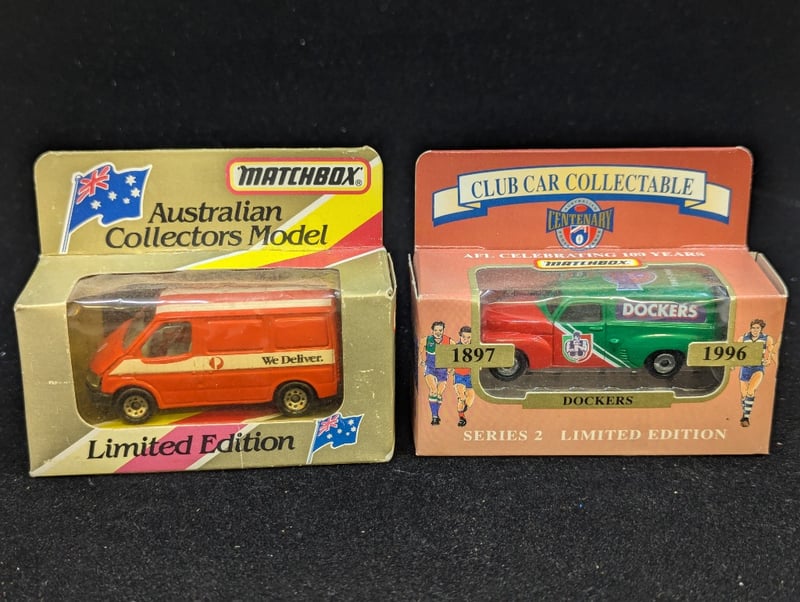 MATCHBOX®
Australian
Collectors Model
We Deliver.
Limited Edition
CLUB CAR COLLECTABLE
CENTENARY
AFL CELEBRATING 100 YEARS
MATCHBOX
DOCKERS
1897
1996
DOCKERS
SERIES 2 LIMITED EDITION